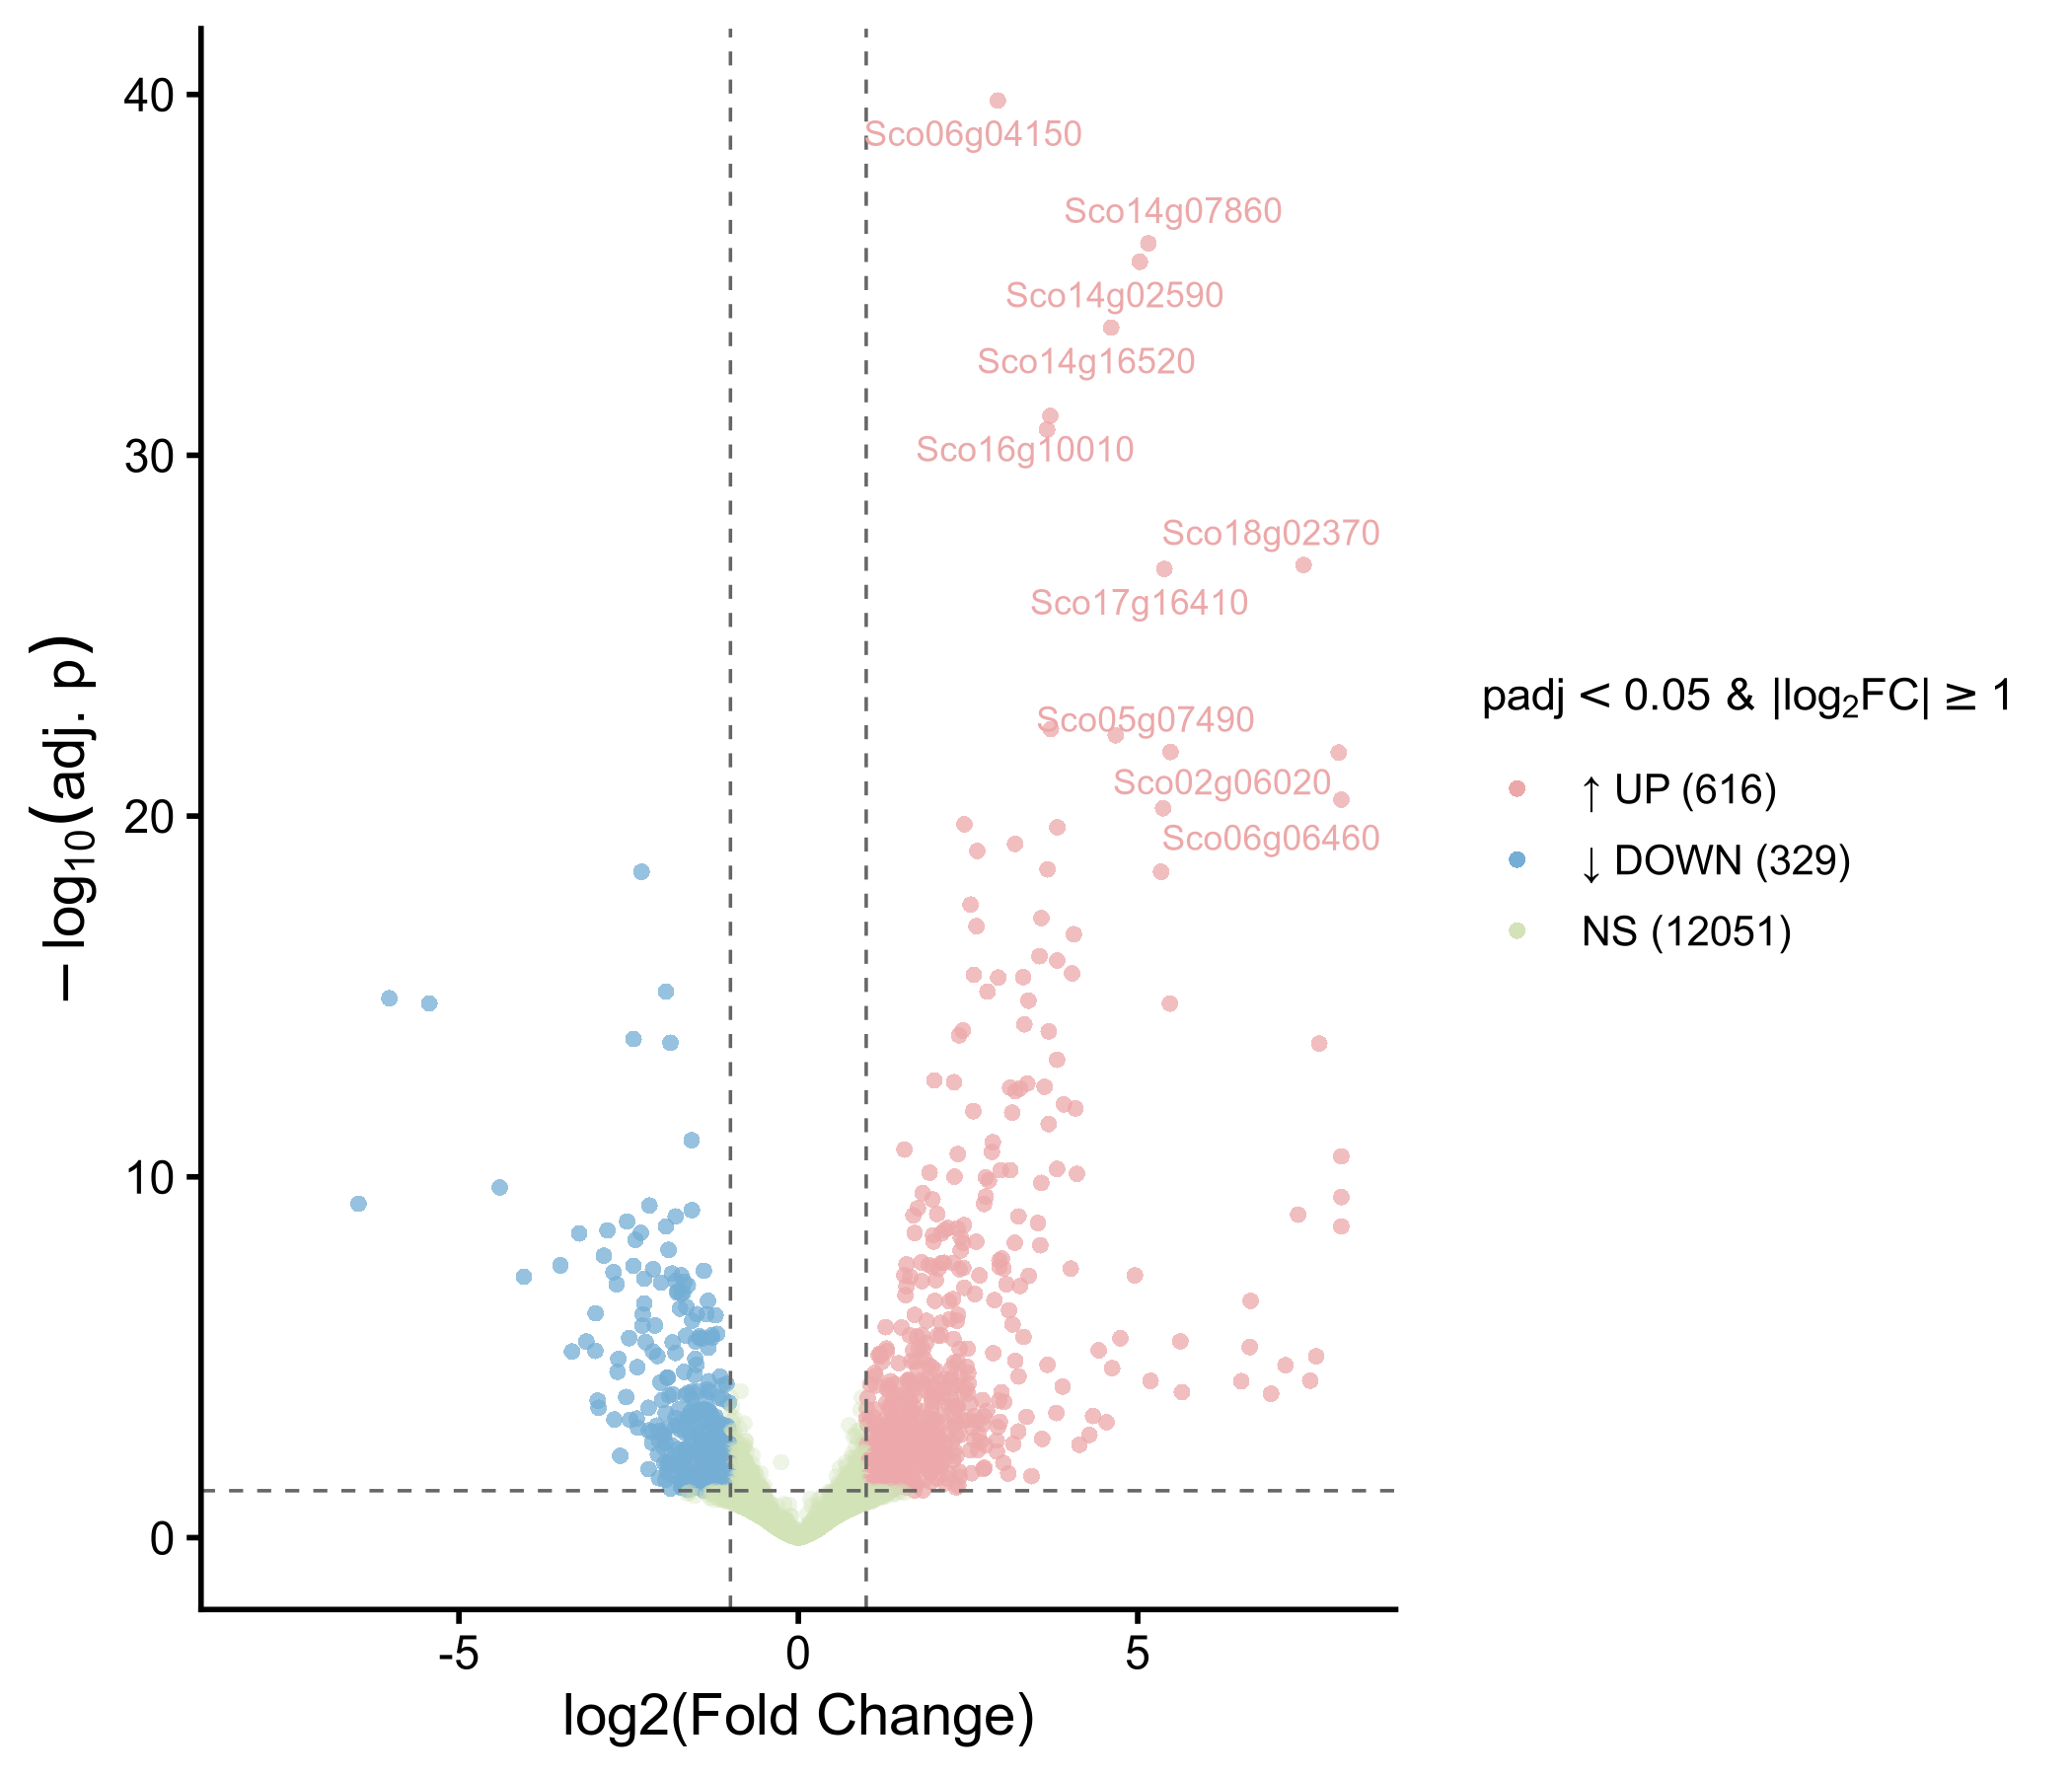 40
30
20
10
0
−log10(adj. p)
Sco06g04150
Sco14g07860
Sco14g02590
Sco14g16520
Sco16g10010
Sco18g02370
Sco17g16410
Sco05g07490
Sco02g06020
Sco06g06460
-5
0
5
log2(Fold Change)
padj < 0.05 & |log₂FC| ≥ 1
↑ UP (616)
↓ DOWN (329)
NS (12051)